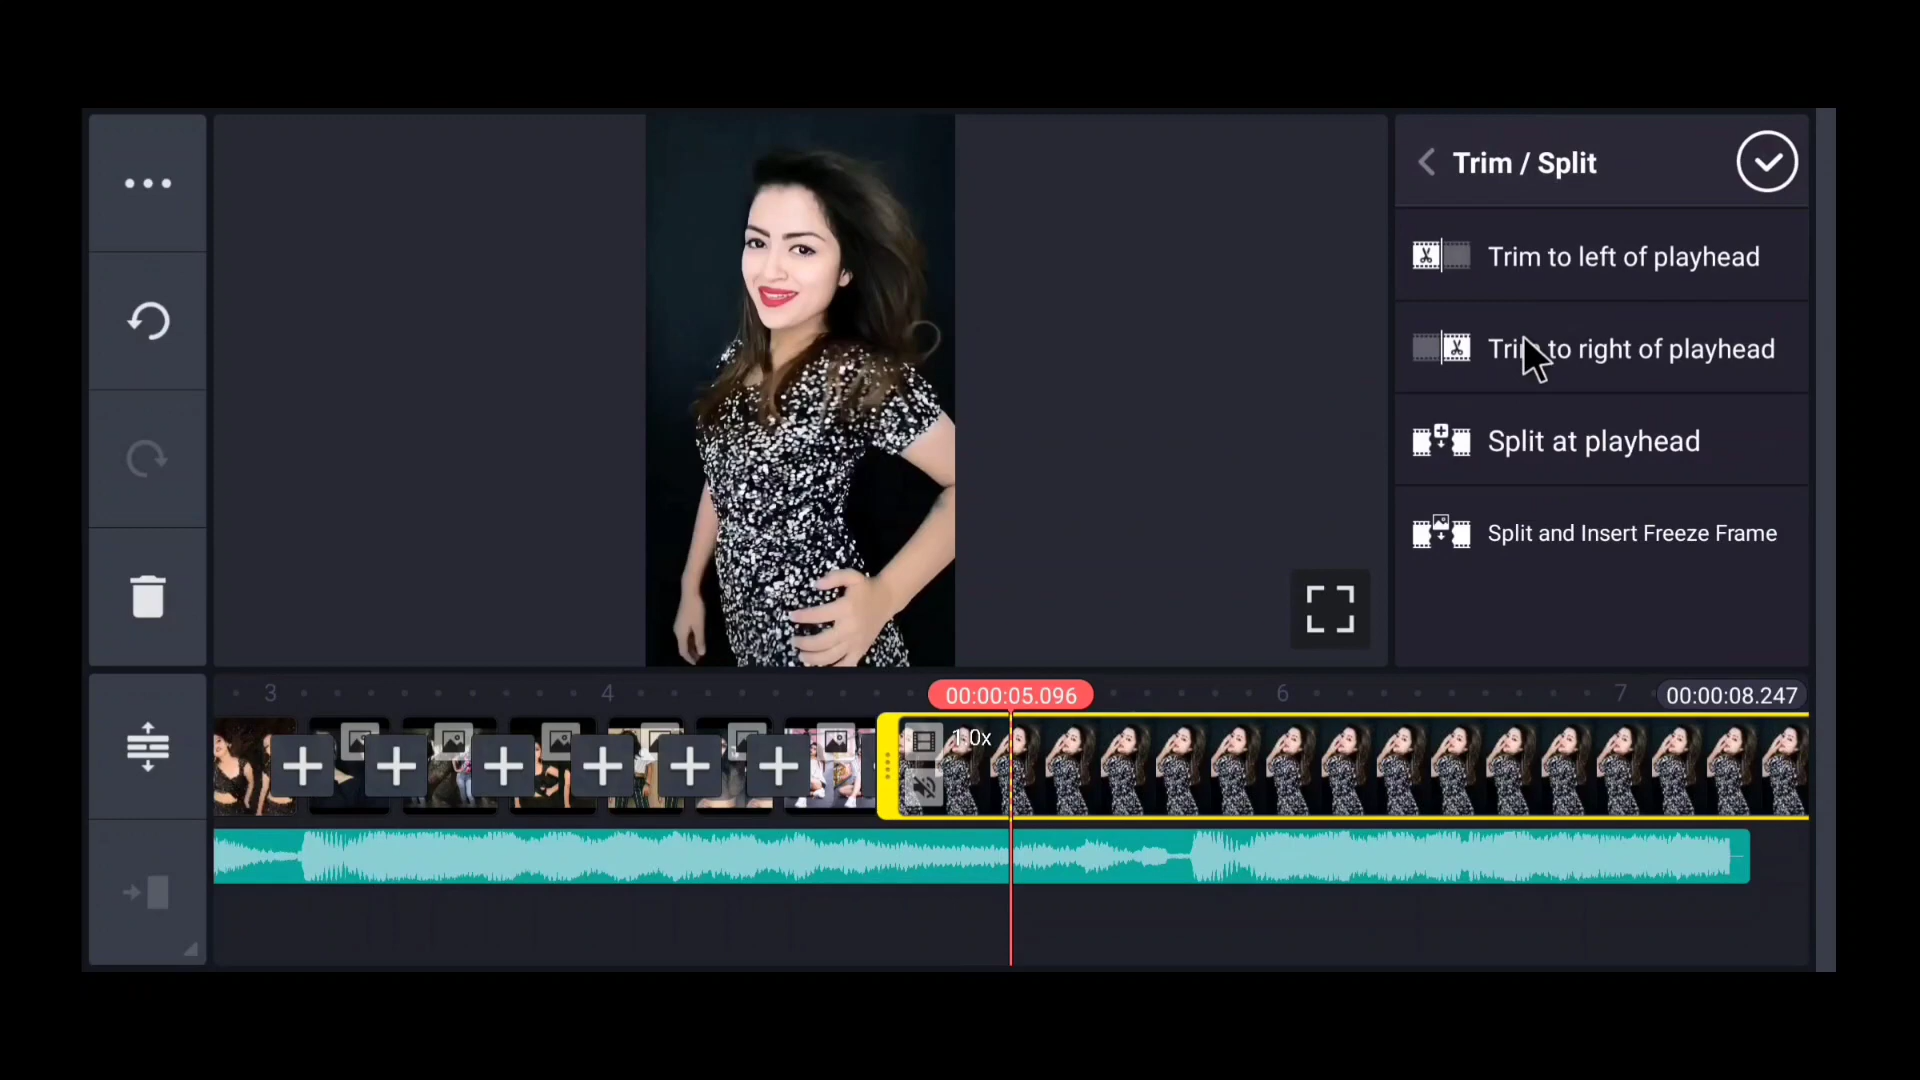 Trim / Split
Trim to left of playhead
Trim to right of playhead
Split at playhead
Split and Insert Freeze Frame
3
4
00:00:05.096
6
7
00:00:08.247
1.0x